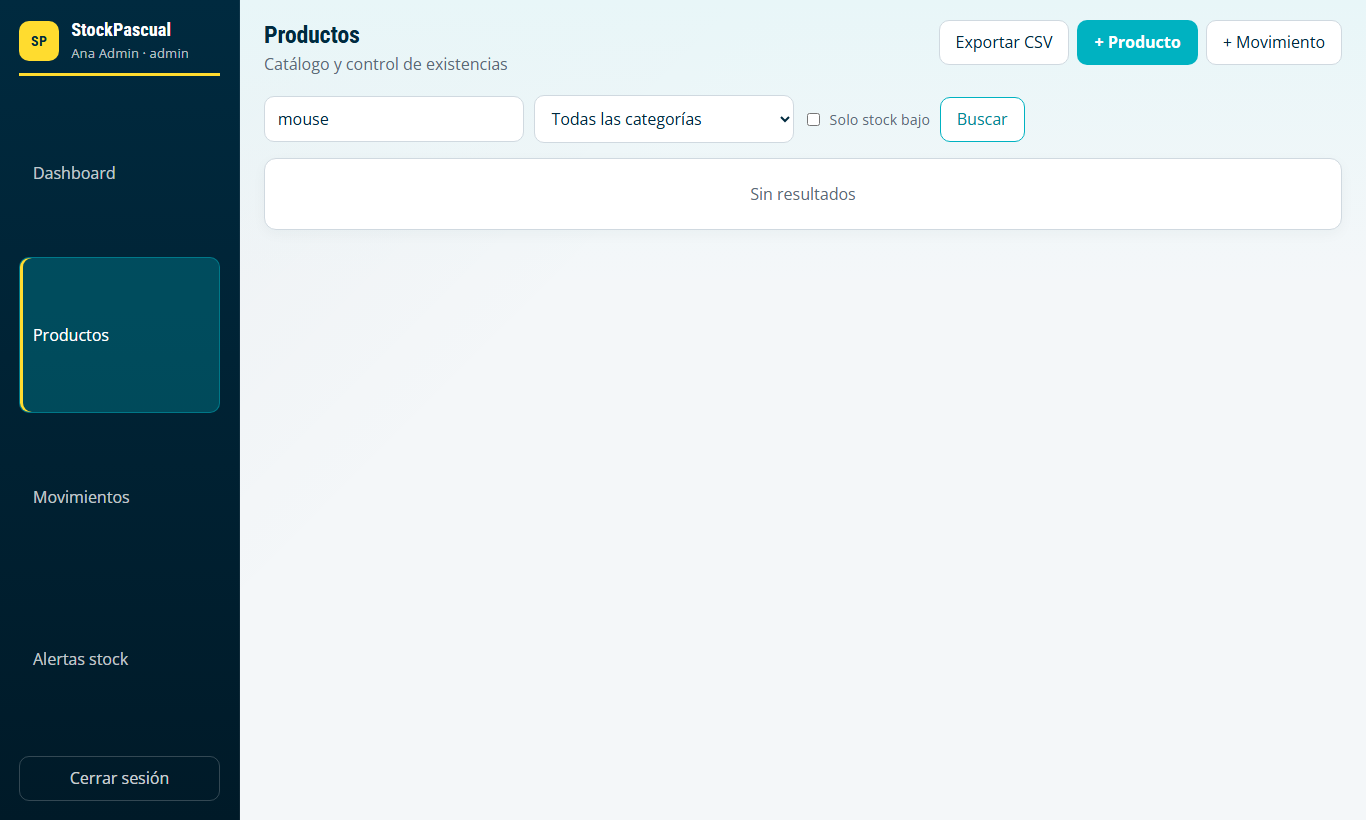 SP
StockPascual
Ana Admin · admin
Dashboard
Productos
Movimientos
Alertas stock
Cerrar sesión
Productos
Catálogo y control de existencias
Exportar CSV
+ Producto
+ Movimiento
mouse
Todas las categorías
Solo stock bajo
Buscar
Sin resultados